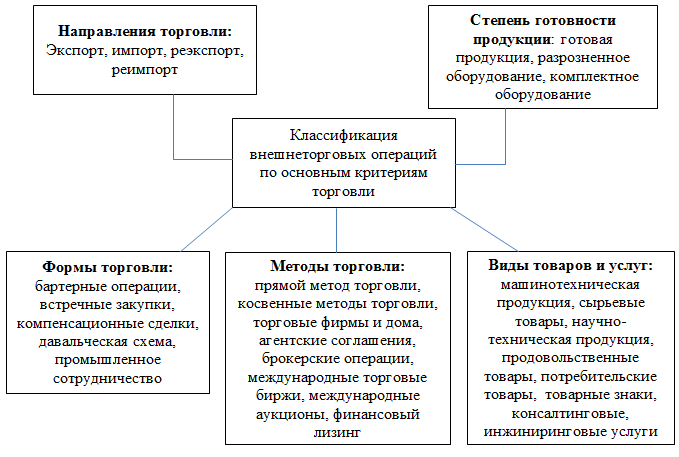 Направления торговли:
Экспорт, импорт, реэкспорт,
реимпорт
Степень готовности
продукции: готовая
продукция, разрозненное
оборудование, комплектное
оборудование
Классификация
внешнеторговых операций
по основным критериям
торговли
Формы торговли:
бартерные операции,
встречные закупки,
компенсационные сделки,
давальческая схема,
промышленное
сотрудничество
Методы торговли:
прямой метод торговли,
косвенные методы торговли,
торговые фирмы и дома,
агентские соглашения,
брокерские операции,
международные торговые
биржи, международные
аукционы, финансовый
лизинг
Виды товаров и услуг:
машинотехническая
продукция, сырьевые
товары, научно-
техническая продукция,
продовольственные
товары, потребительские
товары, товарные знаки,
консалтинговые,
инжиниринговые услуги